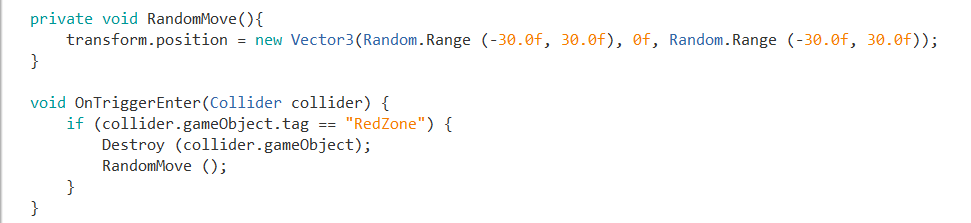 private void RandomMove(){
    transform.position = new Vector3(Random.Range (-30.0f, 30.0f), 0f, Random.Range (-30.0f, 30.0f));
}

void OnTriggerEnter(Collider collider) {
    if (collider.gameObject.tag == "RedZone") {
        Destroy (collider.gameObject);
        RandomMove ();
    }
}